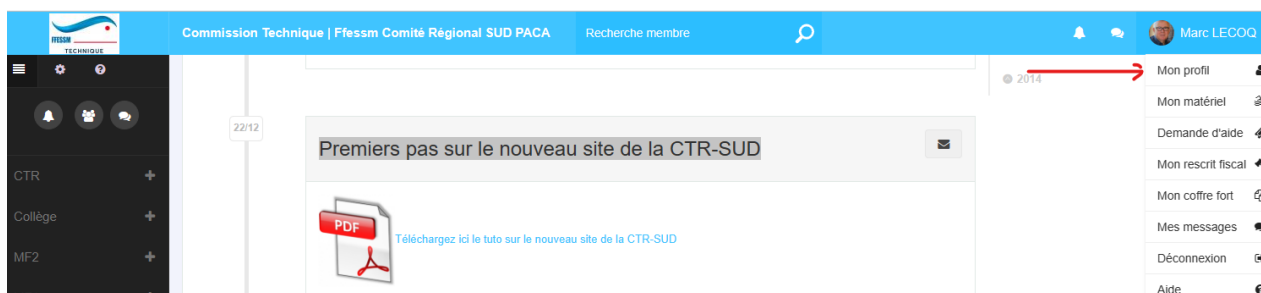 FFESSM
TECHNIQUE
Commission Technique | Ffessm Comité Régional SUD PACA
Recherche membre
Marc LECOQ
Mon profil
2014
Mon matériel
22/12
Demande d'aide
Premiers pas sur le nouveau site de la CTR-SUD
Mon rescrit fiscal
CTR
Mon coffre fort
Collège
PDF
Téléchargez ici le tuto sur le nouveau site de la CTR-SUD
Mes messages
MF2
Déconnexion
Aide